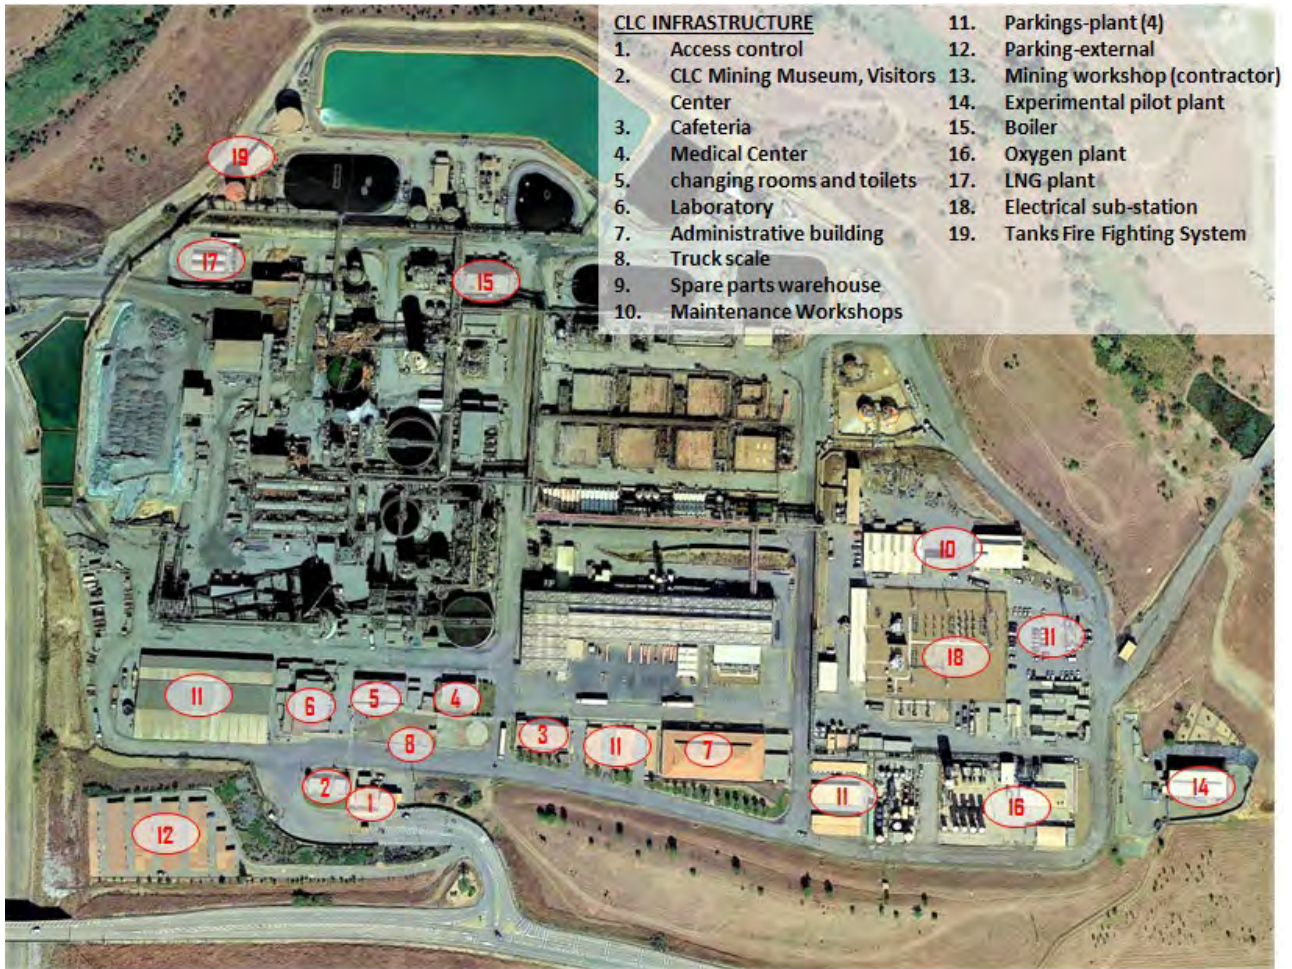 CLC INFRASTRUCTURE
1. Access control
2. CLC Mining Museum, Visitors
Center
3. Cafeteria
4. Medical Center
5. changing rooms and toilets
6. Laboratory
7. Administrative building
8. Truck scale
9. Spare parts warehouse
10. Maintenance Workshops
11. Parkings-plant (4)
12. Parking-external
13. Mining workshop (contractor)
14. Experimental pilot plant
15. Boiler
16. Oxygen plant
17. LNG plant
18. Electrical sub-station
19. Tanks Fire Fighting System
19
17
15
10
11
18
11
6
5
4
3
11
7
8
2
1
12
11
16
14